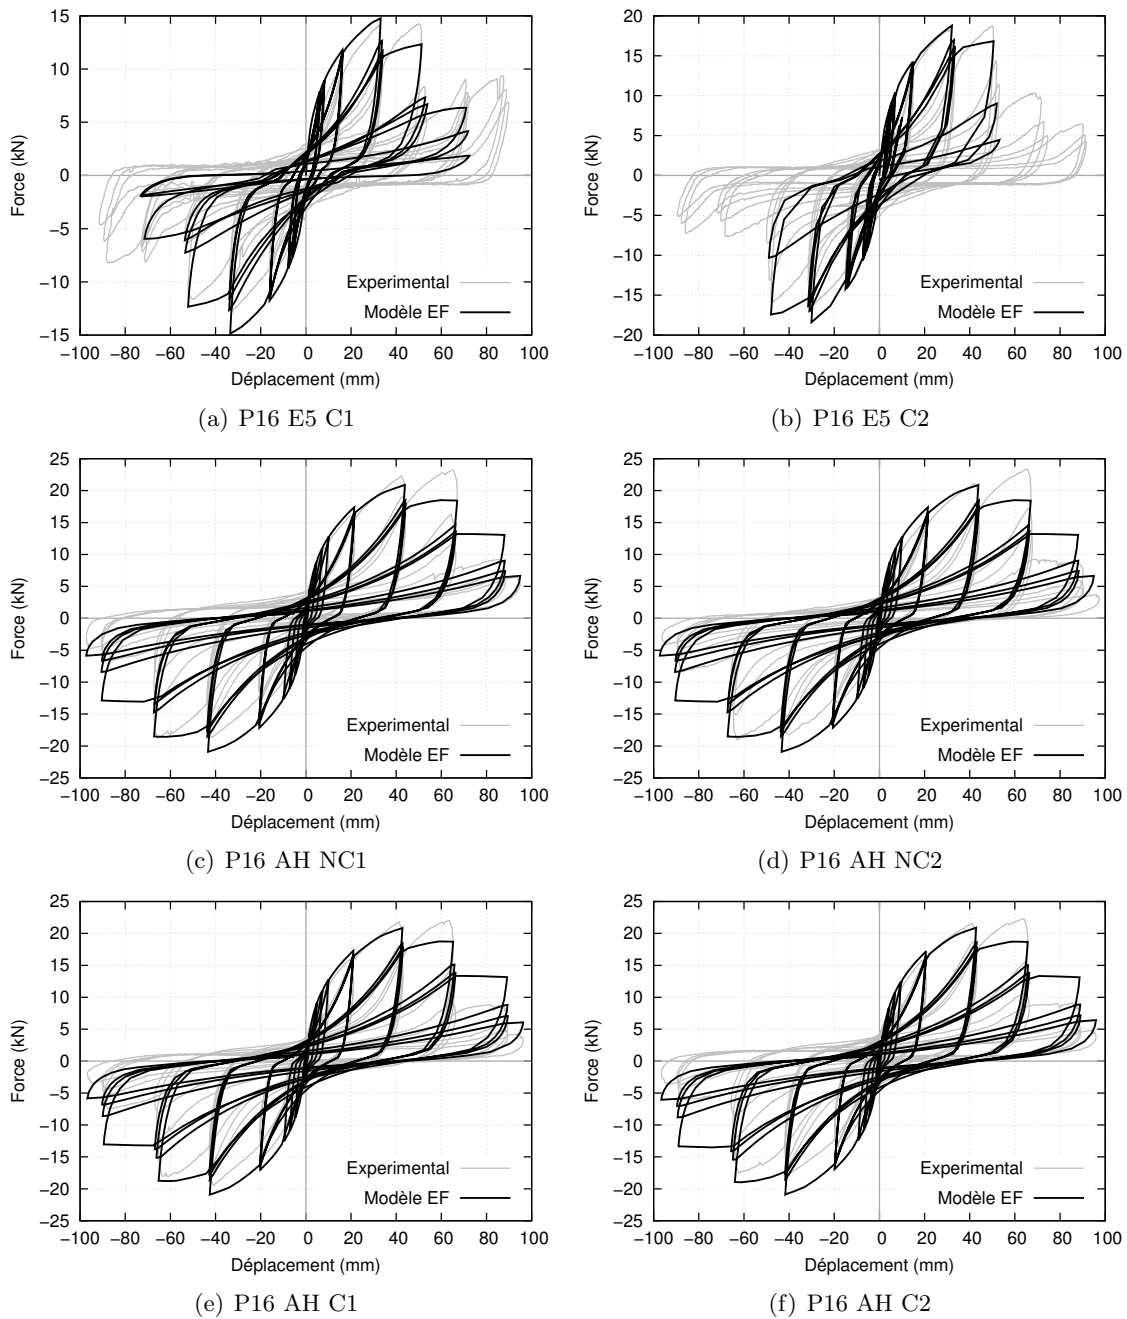 15
10
5
0
−5
−10
−15
−100 −80 −60 −40 −20 0 20 40 60 80 100
Force (kN)
Déplacement (mm)
Experimental
Modèle EF
(a) P16 E5 C1
20
15
10
5
0
−5
−10
−15
−20
−100 −80 −60 −40 −20 0 20 40 60 80 100
Force (kN)
Déplacement (mm)
Experimental
Modèle EF
(b) P16 E5 C2
25
20
15
10
5
0
−5
−10
−15
−20
−25
−100 −80 −60 −40 −20 0 20 40 60 80 100
Force (kN)
Déplacement (mm)
Experimental
Modèle EF
(c) P16 AH NC1
25
20
15
10
5
0
−5
−10
−15
−20
−25
−100 −80 −60 −40 −20 0 20 40 60 80 100
Force (kN)
Déplacement (mm)
Experimental
Modèle EF
(d) P16 AH NC2
25
20
15
10
5
0
−5
−10
−15
−20
−25
−100 −80 −60 −40 −20 0 20 40 60 80 100
Force (kN)
Déplacement (mm)
Experimental
Modèle EF
(e) P16 AH C1
25
20
15
10
5
0
−5
−10
−15
−20
−25
−100 −80 −60 −40 −20 0 20 40 60 80 100
Force (kN)
Déplacement (mm)
Experimental
Modèle EF
(f) P16 AH C2